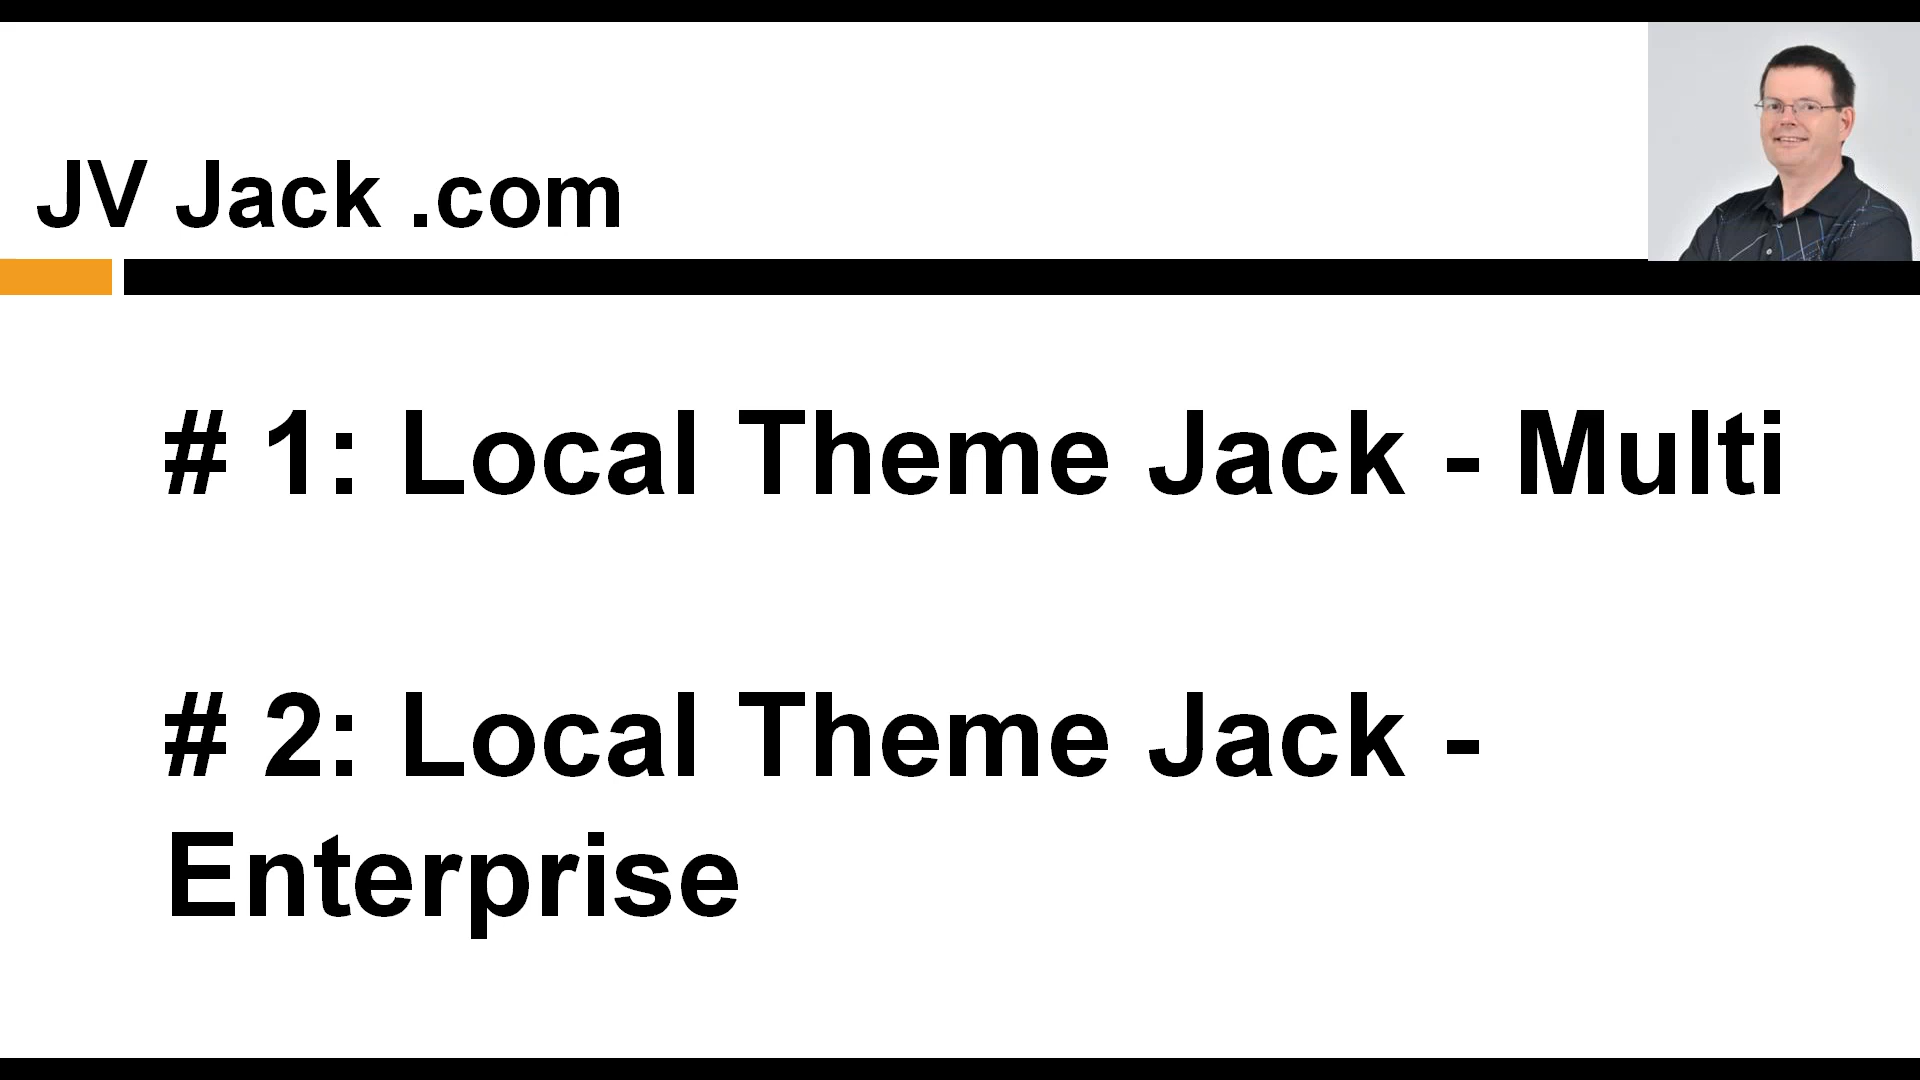 JV Jack .com
# 1: Local Theme Jack - Multi
# 2: Local Theme Jack -
Enterprise